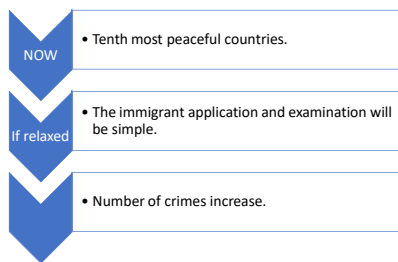 NOW
• Tenth most peaceful countries.
If relaxed
• The immigrant application and examination will
be simple.
• Number of crimes increase.